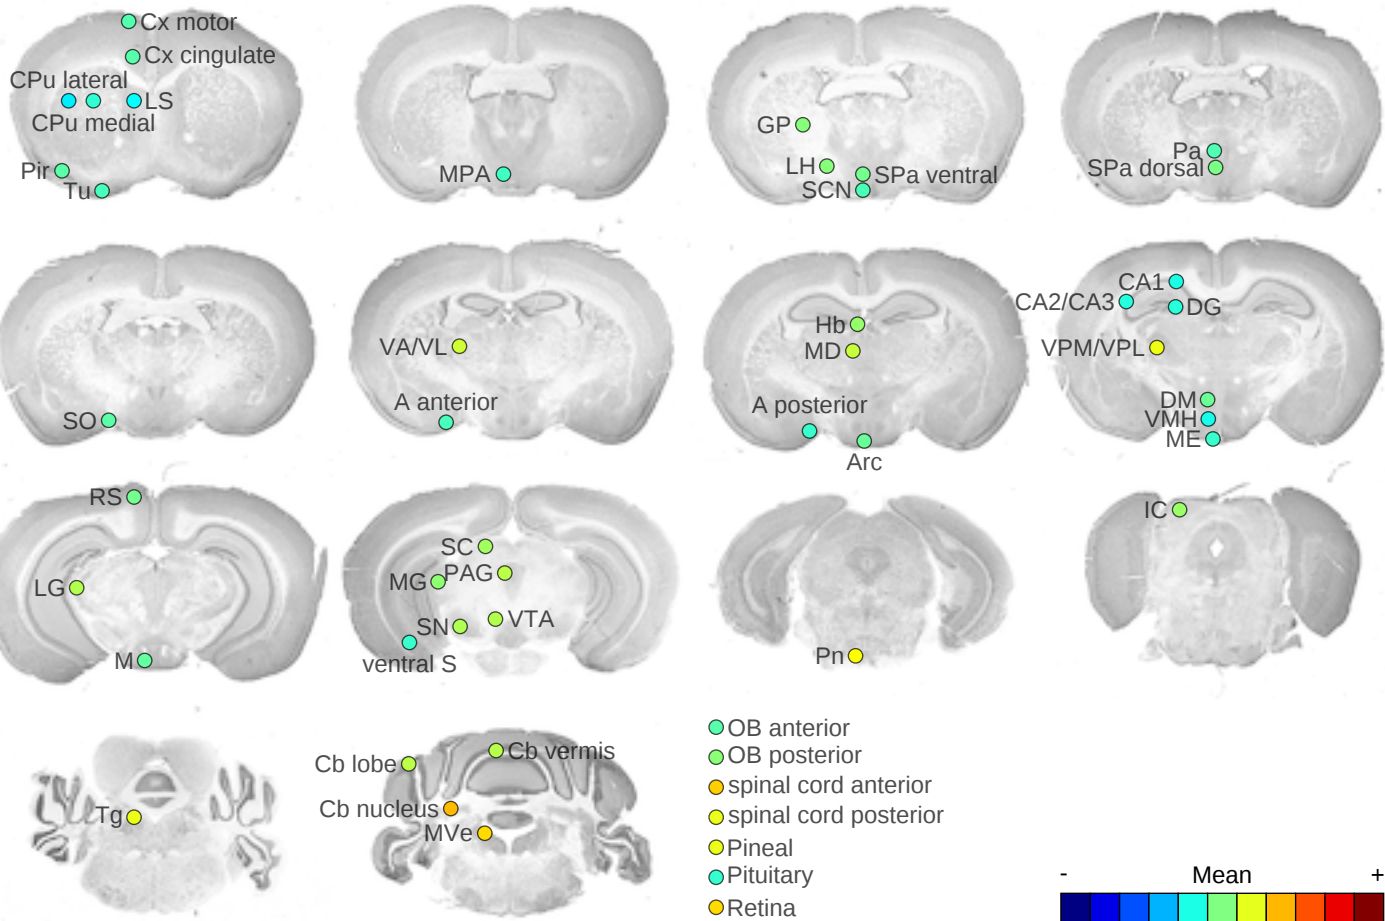 Cx motor
Cx cingulate
CPu lateral
LS
CPu medial
Pir
Tu
MPA
GP
LH
SPa ventral
SCN
Pa
SPa dorsal
SO
VA/VL
A anterior
Hb
MD
A posterior
Arc
CA1
CA2/CA3
DG
VPM/VPL
DM
VMH
ME
RS
LG
M
SC
MG
PAG
SN
VTA
ventral S
Pn
IC
Tg
Cb lobe
Cb vermis
Cb nucleus
MVe
OB anterior
OB posterior
spinal cord anterior
spinal cord posterior
Pineal
Pituitary
Retina
- Mean +